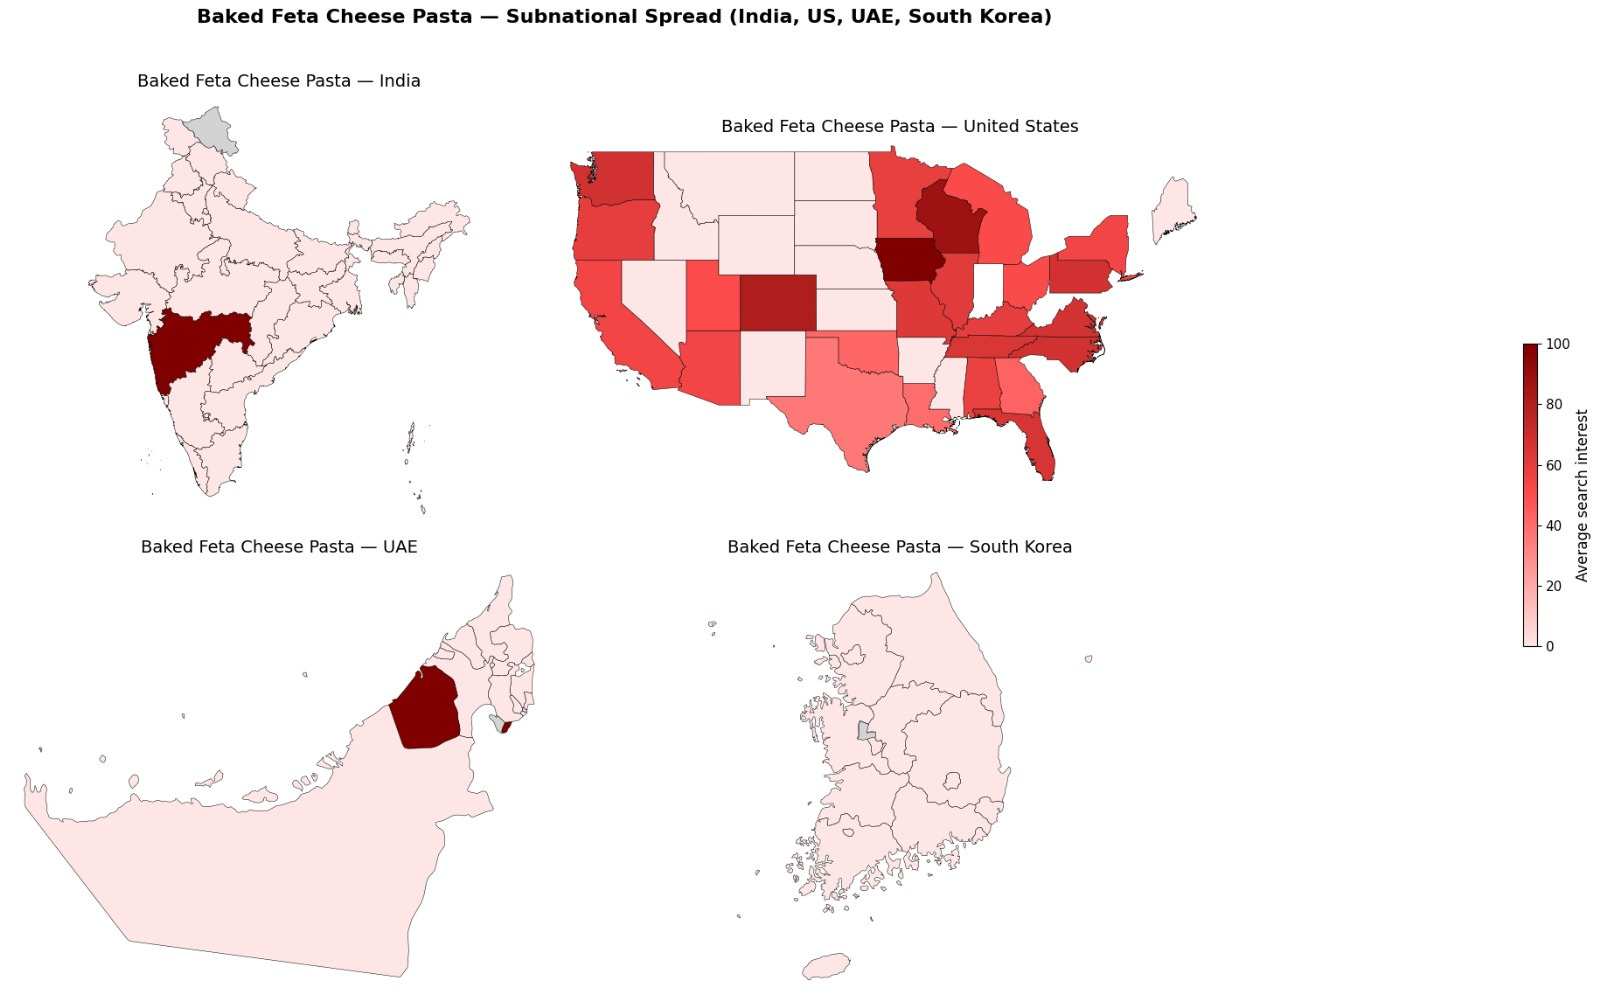 Baked Feta Cheese Pasta — Subnational Spread (India, US, UAE, South Korea)
Baked Feta Cheese Pasta — India
Baked Feta Cheese Pasta — United States
Baked Feta Cheese Pasta — UAE
Baked Feta Cheese Pasta — South Korea
100
80
60
40
20
0
Average search interest